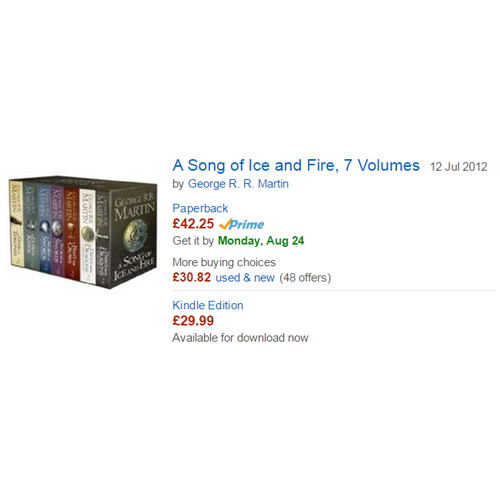 A Song of Ice and Fire, 7 Volumes 12 Jul 2012
by George R. R. Martin
Paperback
£42.25 Prime
Get it by Monday, Aug 24
More buying choices
£30.82 used & new (48 offers)
Kindle Edition
£29.99
Available for download now
GEORGE R.R.
MARTIN
A SONG OF
ICE AND FIRE